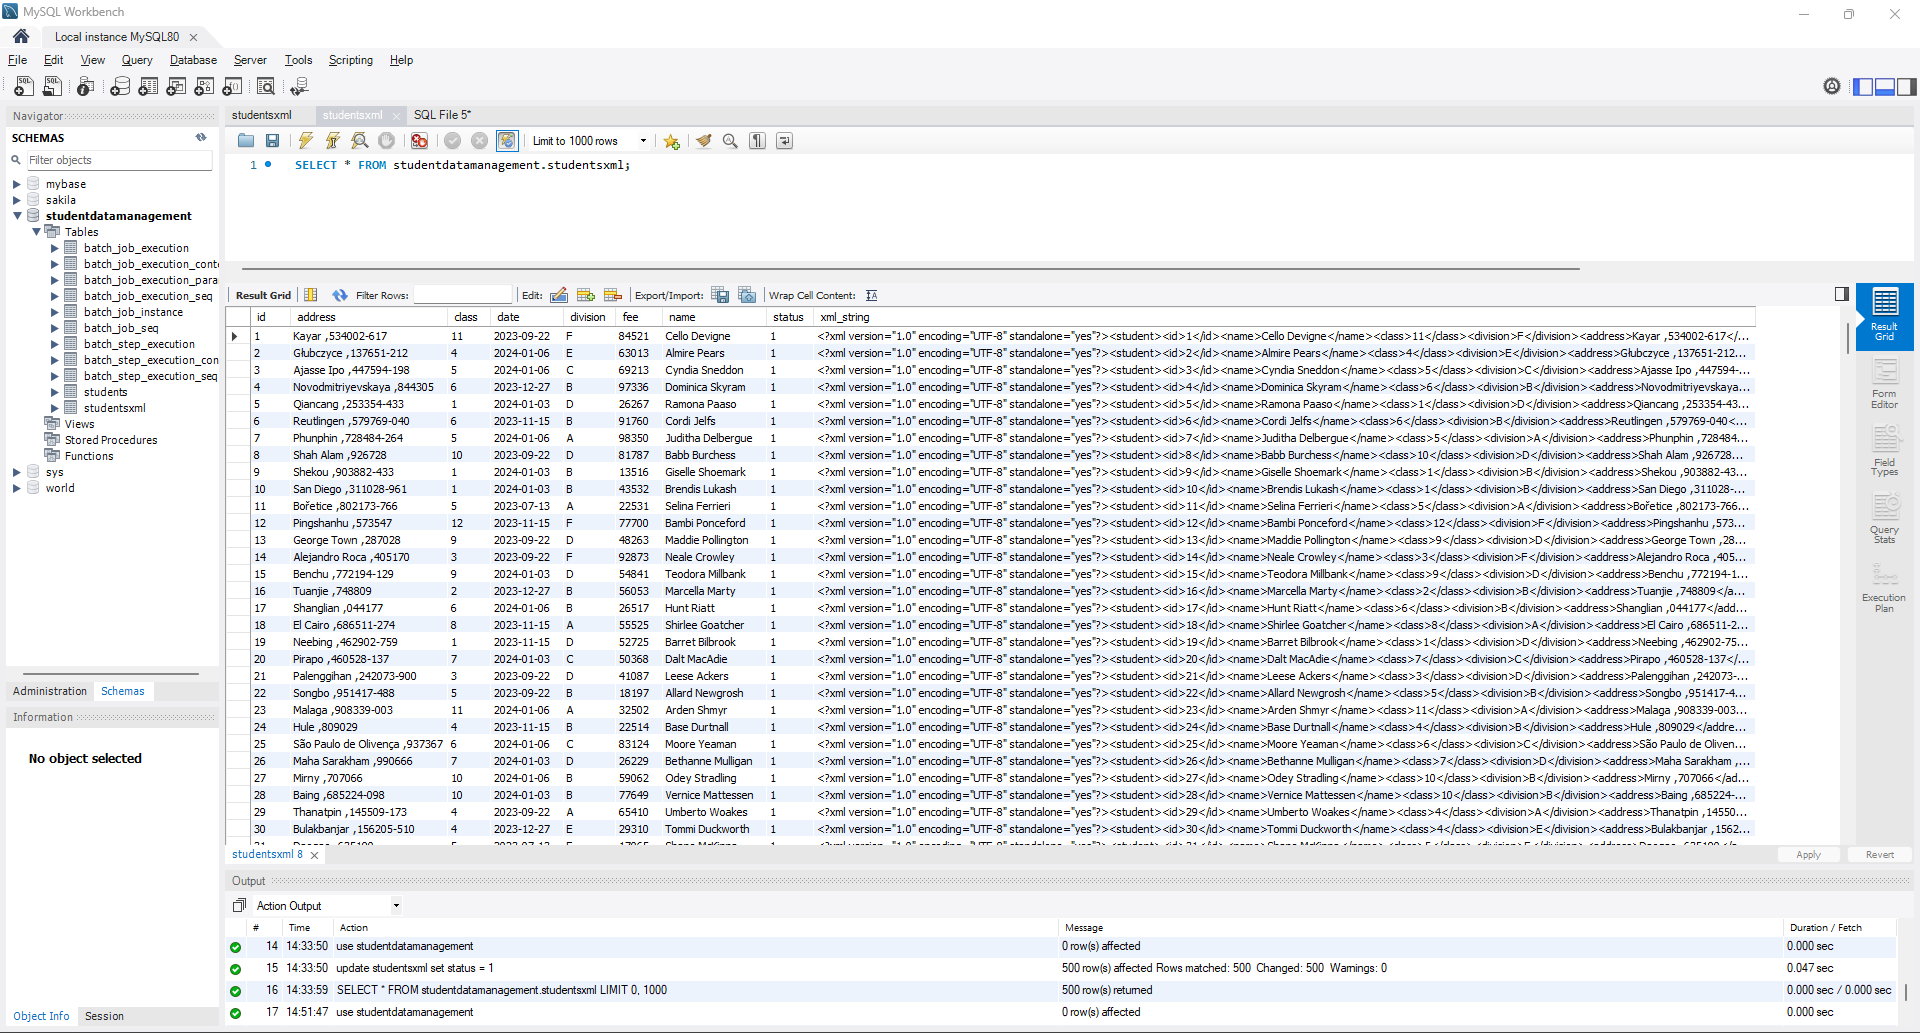 MySQL Workbench
Local instance MySQL80
File Edit View Query Database Server Tools Scripting Help
Navigator
SCHEMAS
Filter objects
mybase
sakila
studentdatamanagement
Tables
batch_job_execution
batch_job_execution_conte
batch_job_execution_para
batch_job_execution_seq
batch_job_instance
batch_job_seq
batch_step_execution
batch_step_execution_con
batch_step_execution_seq
students
studentsxml
Views
Stored Procedures
Functions
sys
world
Administration Schemas
Information
No object selected
Object Info Session
studentsxml studentsxml SQL File 5*
Limit to 1000 rows
1 SELECT * FROM studentdatamanagement.studentsxml;
Result Grid Filter Rows: Edit: Export/Import: Wrap Cell Content:
id address class date division fee name status xml_string
1 Kayar ,534002-617 11 2023-09-22 F 84521 Cello Devigne 1 <?xml version="1.0" encoding="UTF-8" standalone="yes"?><student><id>1</id><name>Cello Devigne</name><class>11</class><division>F</division><address>Kayar ,534002-617</...
2 Głubczyce ,137651-212 4 2024-01-06 E 63013 Almire Pears 1 <?xml version="1.0" encoding="UTF-8" standalone="yes"?><student><id>2</id><name>Almire Pears</name><class>4</class><division>E</division><address>Głubczyce ,137651-212...
3 Ajasse Ipo ,447594-198 5 2024-01-06 C 69213 Cyndia Sneddon 1 <?xml version="1.0" encoding="UTF-8" standalone="yes"?><student><id>3</id><name>Cyndia Sneddon</name><class>5</class><division>C</division><address>Ajasse Ipo ,447594-...
4 Novodmitriyevskaya ,844305 6 2023-12-27 B 97336 Dominica Skyram 1 <?xml version="1.0" encoding="UTF-8" standalone="yes"?><student><id>4</id><name>Dominica Skyram</name><class>6</class><division>B</division><address>Novodmitriyevskaya...
5 Qiancang ,253354-433 1 2024-01-03 D 26267 Ramona Paaso 1 <?xml version="1.0" encoding="UTF-8" standalone="yes"?><student><id>5</id><name>Ramona Paaso</name><class>1</class><division>D</division><address>Qiancang ,253354-43...
6 Reutlingen ,579769-040 6 2023-11-15 B 91760 Cordi Jelfs 1 <?xml version="1.0" encoding="UTF-8" standalone="yes"?><student><id>6</id><name>Cordi Jelfs</name><class>6</class><division>B</division><address>Reutlingen ,579769-040<...
7 Phunphin ,728484-264 5 2024-01-06 A 98350 Juditha Delbergue 1 <?xml version="1.0" encoding="UTF-8" standalone="yes"?><student><id>7</id><name>Juditha Delbergue</name><class>5</class><division>A</division><address>Phunphin ,728484...
8 Shah Alam ,926728 10 2023-09-22 D 81787 Babb Burchess 1 <?xml version="1.0" encoding="UTF-8" standalone="yes"?><student><id>8</id><name>Babb Burchess</name><class>10</class><division>D</division><address>Shah Alam ,926728...
9 Shekou ,903882-433 1 2024-01-03 B 13516 Giselle Shoemark 1 <?xml version="1.0" encoding="UTF-8" standalone="yes"?><student><id>9</id><name>Giselle Shoemark</name><class>1</class><division>B</division><address>Shekou ,903882-43...
10 San Diego ,311028-961 1 2024-01-03 B 43532 Brendis Lukash 1 <?xml version="1.0" encoding="UTF-8" standalone="yes"?><student><id>10</id><name>Brendis Lukash</name><class>1</class><division>B</division><address>San Diego ,311028-...
11 Bořetice ,802173-766 5 2023-07-13 A 22531 Selina Ferrieri 1 <?xml version="1.0" encoding="UTF-8" standalone="yes"?><student><id>11</id><name>Selina Ferrieri</name><class>5</class><division>A</division><address>Bořetice ,802173-766...
12 Pingshanhu ,573547 12 2023-11-15 F 77700 Bambi Ponceford 1 <?xml version="1.0" encoding="UTF-8" standalone="yes"?><student><id>12</id><name>Bambi Ponceford</name><class>12</class><division>F</division><address>Pingshanhu ,573...
13 George Town ,287028 9 2023-09-22 D 48263 Maddie Pollington 1 <?xml version="1.0" encoding="UTF-8" standalone="yes"?><student><id>13</id><name>Maddie Pollington</name><class>9</class><division>D</division><address>George Town ,28...
14 Alejandro Roca ,405170 3 2023-09-22 F 92873 Neale Crowley 1 <?xml version="1.0" encoding="UTF-8" standalone="yes"?><student><id>14</id><name>Neale Crowley</name><class>3</class><division>F</division><address>Alejandro Roca ,405...
15 Benchu ,772194-129 9 2024-01-03 D 54841 Teodora Millbank 1 <?xml version="1.0" encoding="UTF-8" standalone="yes"?><student><id>15</id><name>Teodora Millbank</name><class>9</class><division>D</division><address>Benchu ,772194-1...
16 Tuanjie ,748809 2 2023-12-27 B 56053 Marcella Marty 1 <?xml version="1.0" encoding="UTF-8" standalone="yes"?><student><id>16</id><name>Marcella Marty</name><class>2</class><division>B</division><address>Tuanjie ,748809</a...
17 Shanglian ,044177 6 2024-01-06 B 26517 Hunt Riatt 1 <?xml version="1.0" encoding="UTF-8" standalone="yes"?><student><id>17</id><name>Hunt Riatt</name><class>6</class><division>B</division><address>Shanglian ,044177</add...
18 El Cairo ,686511-274 8 2023-11-15 A 55525 Shirlee Goatcher 1 <?xml version="1.0" encoding="UTF-8" standalone="yes"?><student><id>18</id><name>Shirlee Goatcher</name><class>8</class><division>A</division><address>El Cairo ,686511-2...
19 Neebing ,462902-759 1 2023-11-15 D 52725 Barret Bilbrook 1 <?xml version="1.0" encoding="UTF-8" standalone="yes"?><student><id>19</id><name>Barret Bilbrook</name><class>1</class><division>D</division><address>Neebing ,462902-75...
20 Pirapo ,460528-137 7 2024-01-03 C 50368 Dalt MacAdie 1 <?xml version="1.0" encoding="UTF-8" standalone="yes"?><student><id>20</id><name>Dalt MacAdie</name><class>7</class><division>C</division><address>Pirapo ,460528-137</...
21 Palenggihan ,242073-900 3 2023-09-22 D 41087 Leese Ackers 1 <?xml version="1.0" encoding="UTF-8" standalone="yes"?><student><id>21</id><name>Leese Ackers</name><class>3</class><division>D</division><address>Palenggihan ,242073-...
22 Songbo ,951417-488 5 2023-09-22 B 18197 Allard Newgrosh 1 <?xml version="1.0" encoding="UTF-8" standalone="yes"?><student><id>22</id><name>Allard Newgrosh</name><class>5</class><division>B</division><address>Songbo ,951417-4...
23 Malaga ,908339-003 11 2024-01-06 A 32502 Arden Shmyr 1 <?xml version="1.0" encoding="UTF-8" standalone="yes"?><student><id>23</id><name>Arden Shmyr</name><class>11</class><division>A</division><address>Malaga ,908339-003...
24 Hule ,809029 4 2023-11-15 B 22514 Base Durtnall 1 <?xml version="1.0" encoding="UTF-8" standalone="yes"?><student><id>24</id><name>Base Durtnall</name><class>4</class><division>B</division><address>Hule ,809029</addre...
25 São Paulo de Olivença ,937367 6 2024-01-06 C 83124 Moore Yeaman 1 <?xml version="1.0" encoding="UTF-8" standalone="yes"?><student><id>25</id><name>Moore Yeaman</name><class>6</class><division>C</division><address>São Paulo de Oliven...
26 Maha Sarakham ,990666 7 2024-01-03 D 26229 Bethanne Mulligan 1 <?xml version="1.0" encoding="UTF-8" standalone="yes"?><student><id>26</id><name>Bethanne Mulligan</name><class>7</class><division>D</division><address>Maha Sarakham ,...
27 Mirny ,707066 10 2024-01-06 B 59062 Odey Stradling 1 <?xml version="1.0" encoding="UTF-8" standalone="yes"?><student><id>27</id><name>Odey Stradling</name><class>10</class><division>B</division><address>Mirny ,707066</ad...
28 Baing ,685224-098 10 2024-01-03 B 77649 Vernice Mattessen 1 <?xml version="1.0" encoding="UTF-8" standalone="yes"?><student><id>28</id><name>Vernice Mattessen</name><class>10</class><division>B</division><address>Baing ,685224-...
29 Thanatpin ,145509-173 4 2023-09-22 A 65410 Umberto Woakes 1 <?xml version="1.0" encoding="UTF-8" standalone="yes"?><student><id>29</id><name>Umberto Woakes</name><class>4</class><division>A</division><address>Thanatpin ,14550...
30 Bulakbanjar ,156205-510 4 2023-12-27 E 29310 Tommi Duckworth 1 <?xml version="1.0" encoding="UTF-8" standalone="yes"?><student><id>30</id><name>Tommi Duckworth</name><class>4</class><division>E</division><address>Bulakbanjar ,1562...
Result Grid
Form Editor
Field Types
Query Stats
Execution Plan
studentsxml 8 Apply Revert
Output
Action Output
# Time Action Message Duration / Fetch
14 14:33:50 use studentdatamanagement 0 row(s) affected 0.000 sec
15 14:33:50 update studentsxml set status = 1 500 row(s) affected Rows matched: 500 Changed: 500 Warnings: 0 0.047 sec
16 14:33:59 SELECT * FROM studentdatamanagement.studentsxml LIMIT 0, 1000 500 row(s) returned 0.000 sec / 0.000 sec
17 14:51:47 use studentdatamanagement 0 row(s) affected 0.000 sec